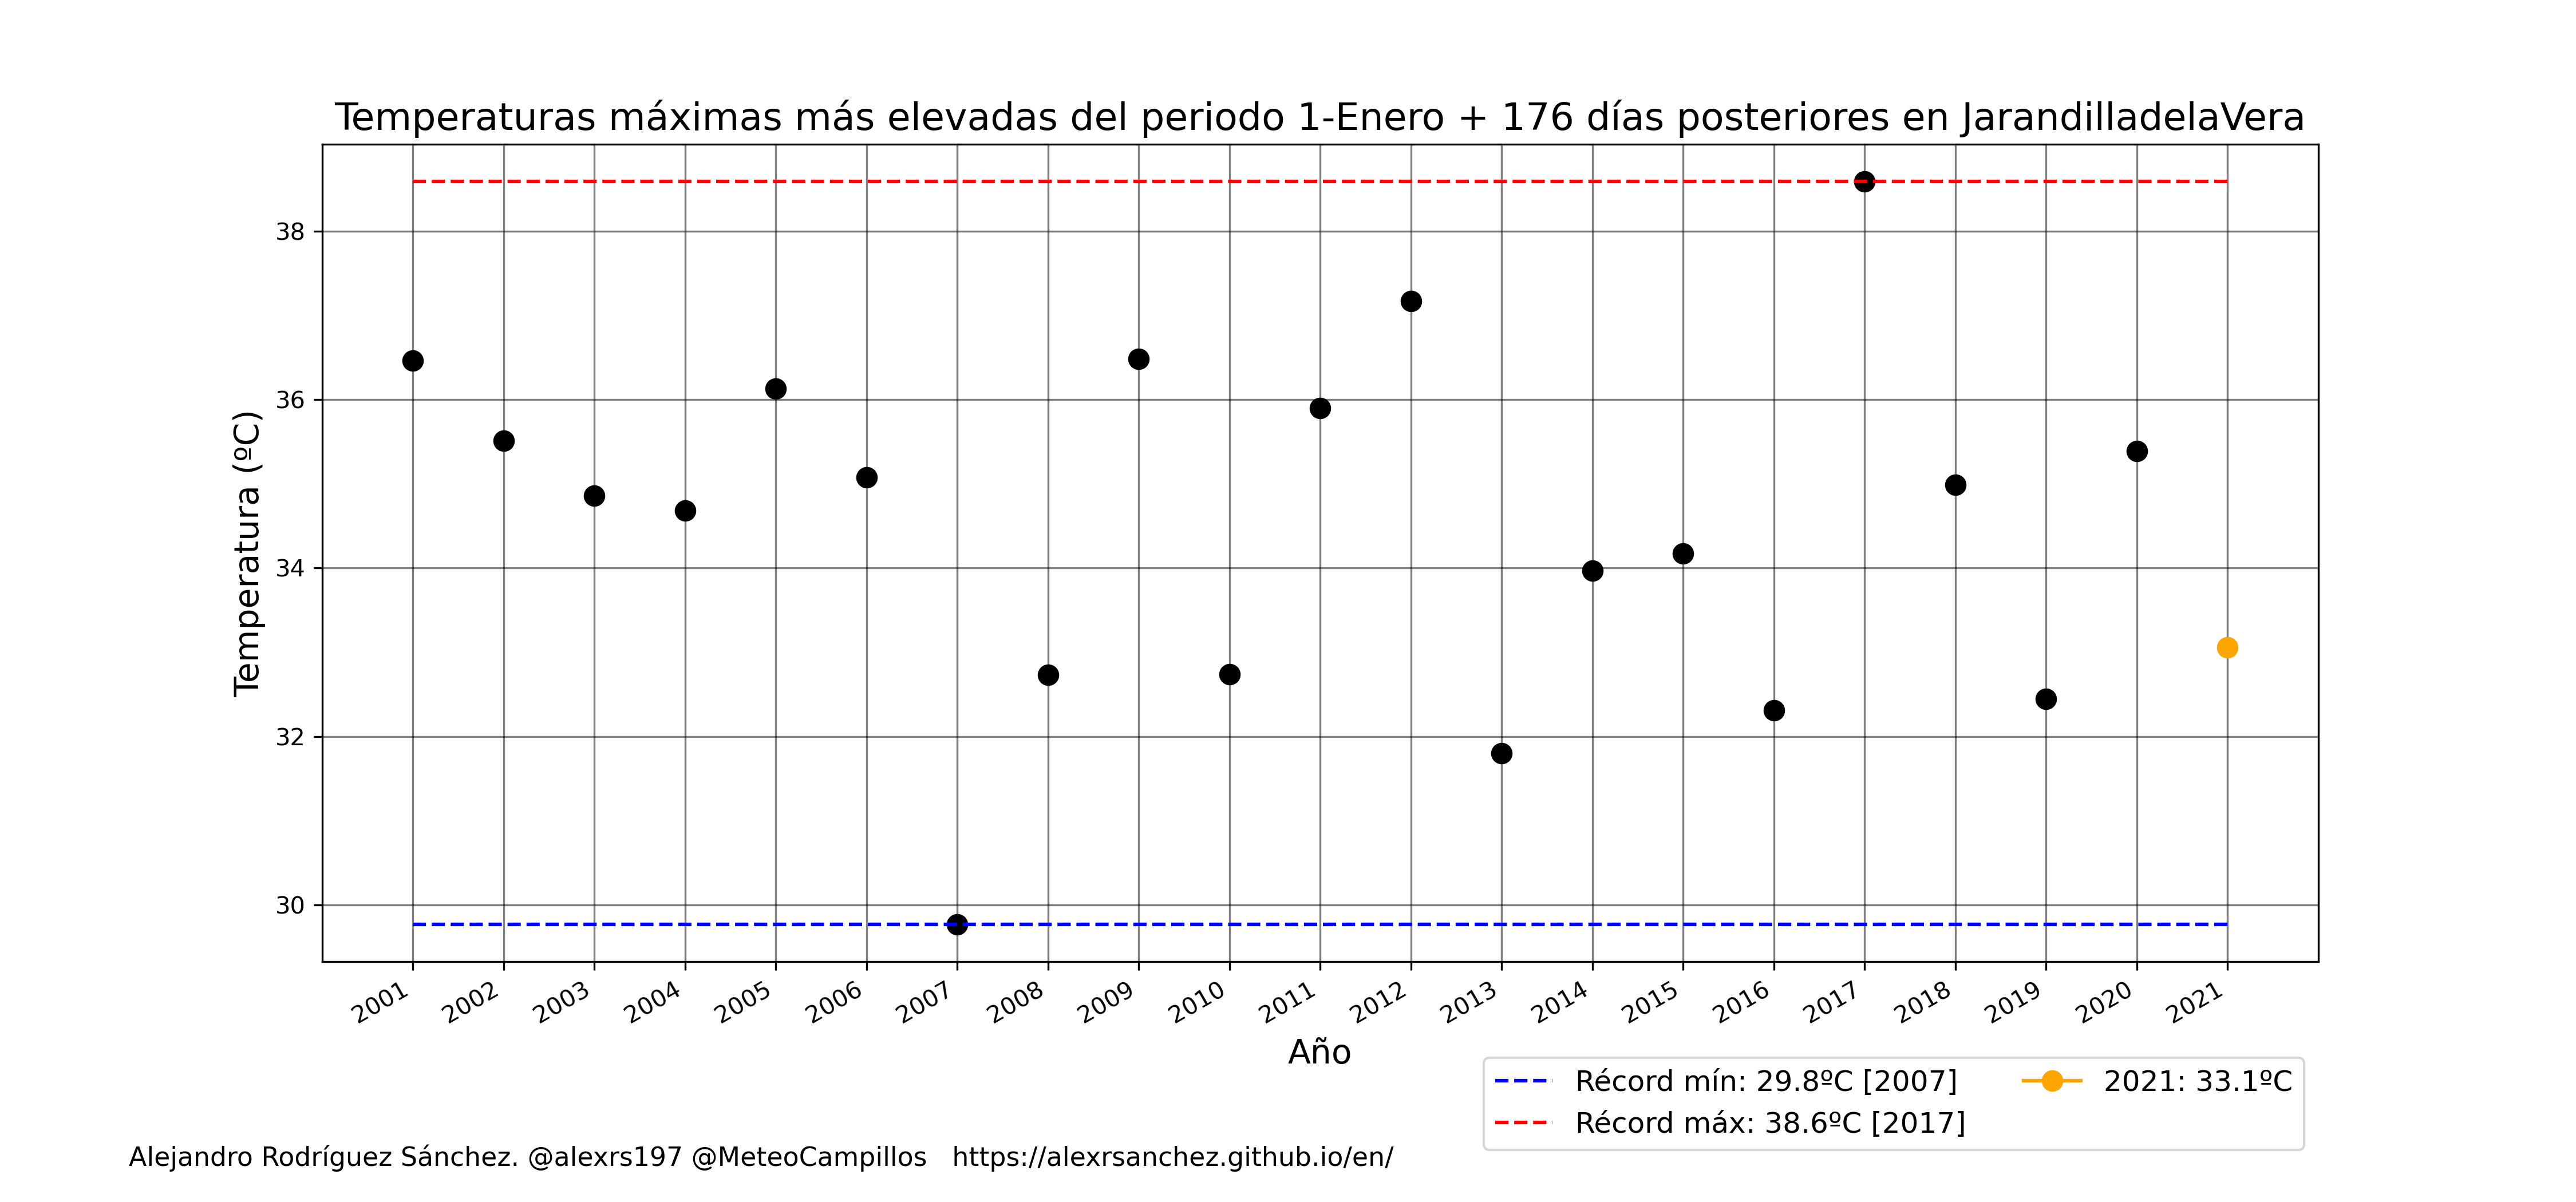 Temperaturas máximas más elevadas del periodo 1-Enero + 176 días posteriores en JarandilladelaVera
Temperatura (ºC)
38
36
34
32
30
2001 2002 2003 2004 2005 2006 2007 2008 2009 2010 2011 2012 2013 2014 2015 2016 2017 2018 2019 2020 2021
Año
Récord mín: 29.8ºC [2007]
Récord máx: 38.6ºC [2017]
2021: 33.1ºC
Alejandro Rodríguez Sánchez. @alexrs197 @MeteoCampillos https://alexrsanchez.github.io/en/